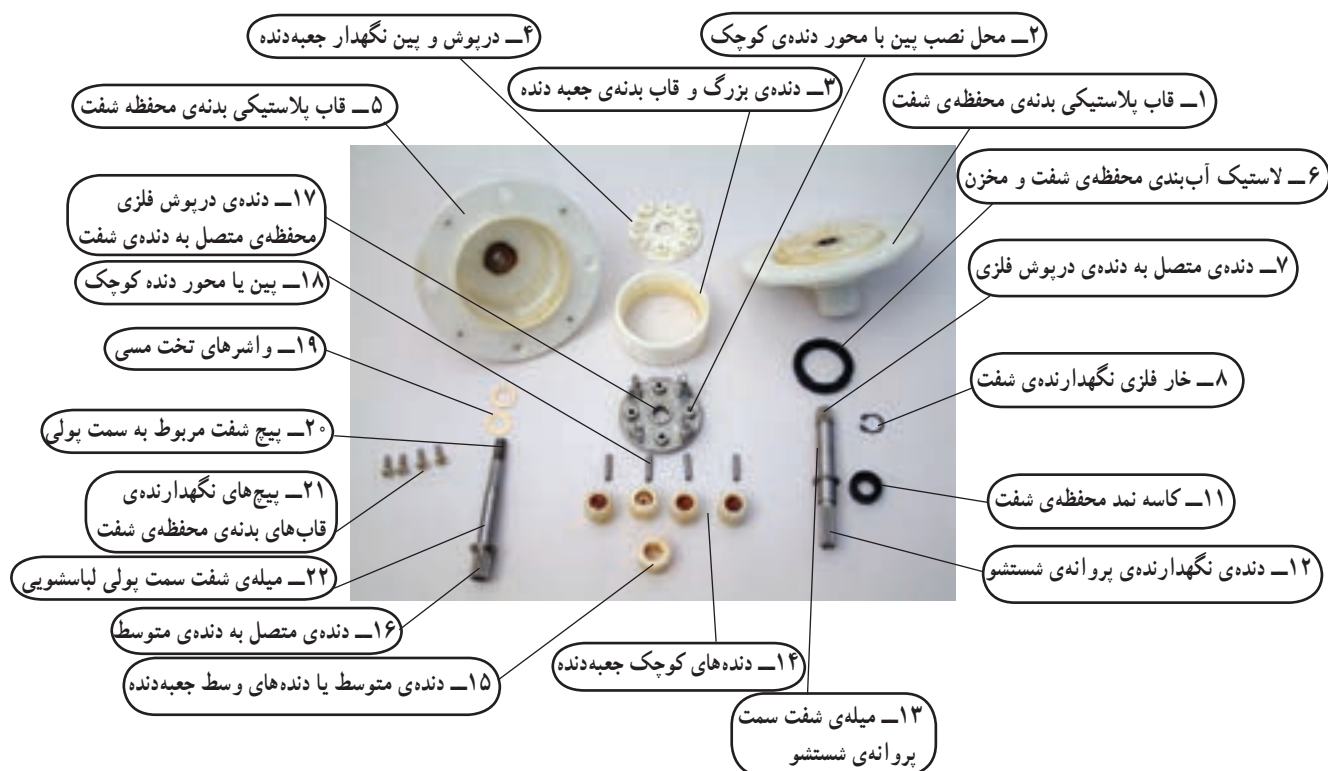 ۴ــ درپوش و پین نگهدار جعبه‌دنده
۲ــ محل نصب پین با محور دنده‌ی کوچک
۳ــ دنده‌ی بزرگ و قاب بدنه‌ی جعبه دنده
۵ــ قاب پلاستیکی بدنه‌ی محفظه شفت
۱ــ قاب پلاستیکی بدنه‌ی محفظه‌ی شفت
۶ــ لاستیک آب‌بندی محفظه‌ی شفت و مخزن
۱۷ــ دنده‌ی درپوش فلزی
محفظه‌ی متصل به دنده‌ی شفت
۷ــ دنده‌ی متصل به دنده‌ی درپوش فلزی
۱۸ــ پین یا محور دنده کوچک
۱۹ــ واشرهای تخت مسی
۸ــ خار فلزی نگهدارنده‌ی شفت
۲۰ــ پیچ شفت مربوط به سمت پولی
۲۱ــ پیچ‌های نگهدارنده‌ی
قاب‌های بدنه‌ی محفظه‌ی شفت
۱۱ــ کاسه نمد محفظه‌ی شفت
۲۲ــ میله‌ی شفت سمت پولی لباسشویی
۱۲ــ دنده‌ی نگهدارنده‌ی پروانه‌ی شستشو
۱۶ــ دنده‌ی متصل به دنده‌ی متوسط
۱۴ــ دنده‌های کوچک جعبه‌دنده
۱۵ــ دنده‌ی متوسط یا دنده‌های وسط جعبه‌دنده
۱۳ــ میله‌ی شفت سمت
پروانه‌ی شستشو